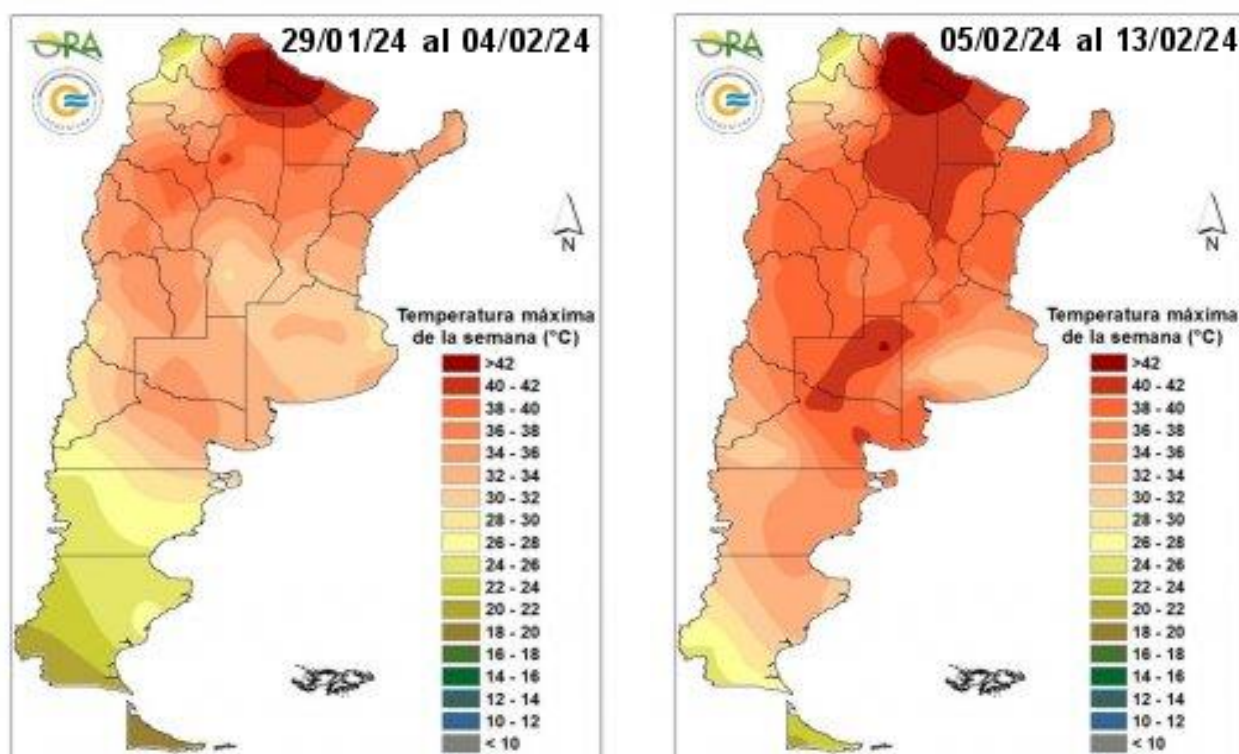 ORA
29/01/24 al 04/02/24
N
Temperatura máxima
de la semana (°C)
>42
40 - 42
38 - 40
36 - 38
34 - 36
32 - 34
30 - 32
28 - 30
26 - 28
24 - 26
22 - 24
20 - 22
18 - 20
16 - 18
14 - 16
12 - 14
10 - 12
< 10
ORA
05/02/24 al 13/02/24
N
Temperatura máxima
de la semana (°C)
>42
40 - 42
38 - 40
36 - 38
34 - 36
32 - 34
30 - 32
28 - 30
26 - 28
24 - 26
22 - 24
20 - 22
18 - 20
16 - 18
14 - 16
12 - 14
10 - 12
< 10